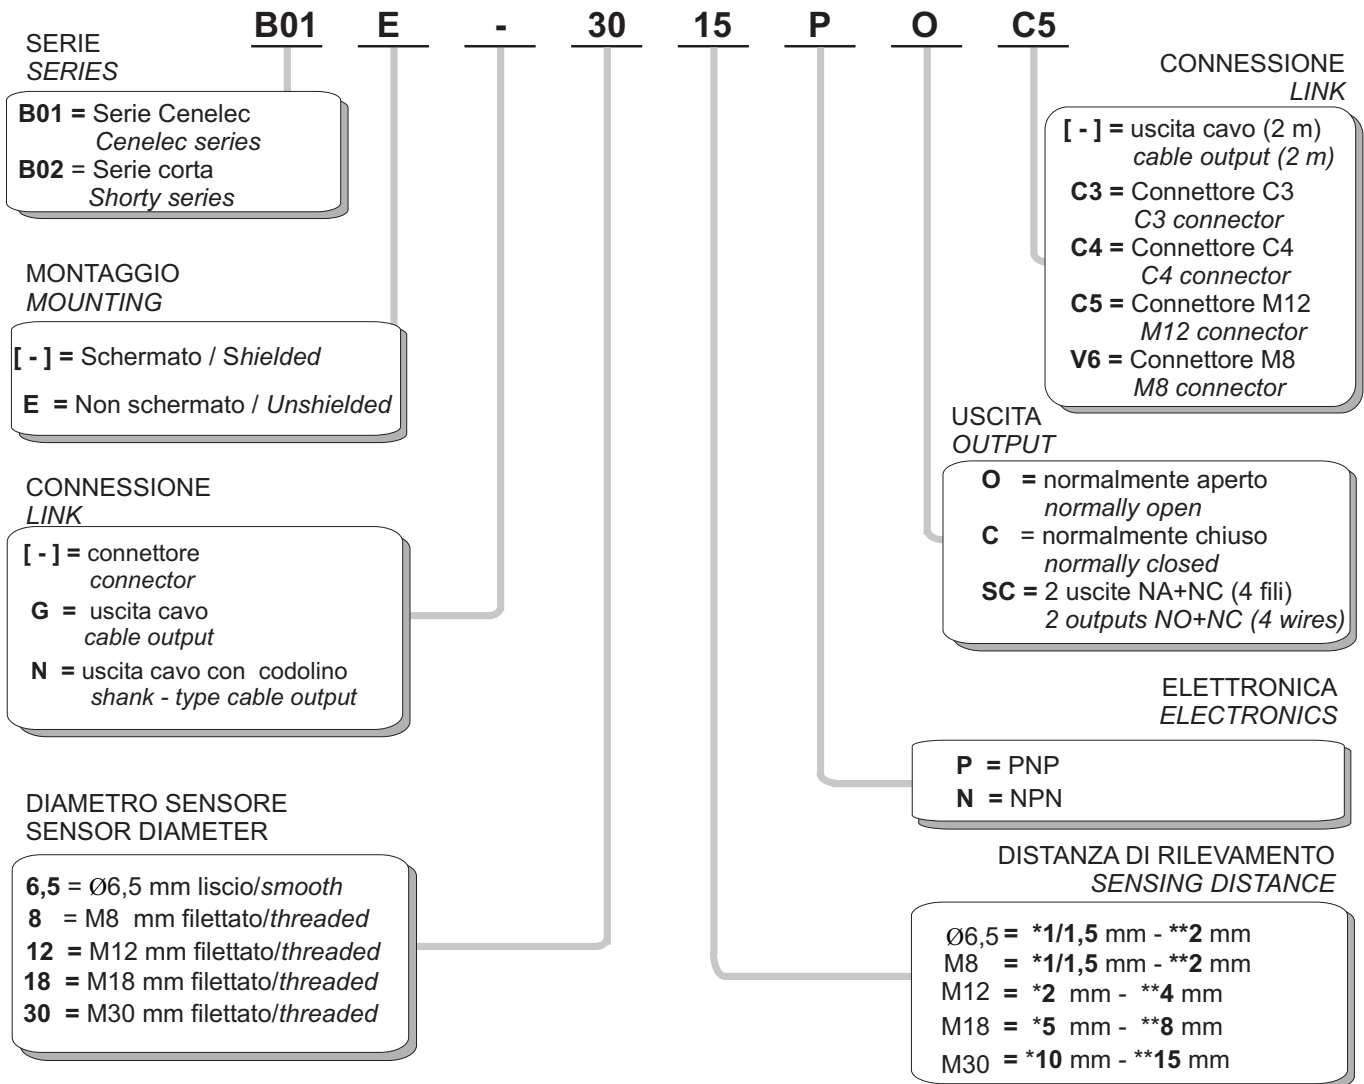 B01 E - 30 15 P O C5
SERIE
SERIES
B01 = Serie Cenelec
Cenelec series
B02 = Serie corta
Shorty series
MONTAGGIO
MOUNTING
[ - ] = Schermato / Shielded
E = Non schermato / Unshielded
CONNESSIONE
LINK
[ - ] = connettore
connector
G = uscita cavo
cable output
N = uscita cavo con codolino
shank - type cable output
DIAMETRO SENSORE
SENSOR DIAMETER
6,5 = Ø6,5 mm liscio/smooth
8 = M8 mm filettato/threaded
12 = M12 mm filettato/threaded
18 = M18 mm filettato/threaded
30 = M30 mm filettato/threaded
CONNESSIONE
LINK
[ - ] = uscita cavo (2 m)
cable output (2 m)
C3 = Connettore C3
C3 connector
C4 = Connettore C4
C4 connector
C5 = Connettore M12
M12 connector
V6 = Connettore M8
M8 connector
USCITA
OUTPUT
O = normalmente aperto
normally open
C = normalmente chiuso
normally closed
SC = 2 uscite NA+NC (4 fili)
2 outputs NO+NC (4 wires)
ELETTRONICA
ELECTRONICS
P = PNP
N = NPN
DISTANZA DI RILEVAMENTO
SENSING DISTANCE
Ø6,5 = *1/1,5 mm - **2 mm
M8 = *1/1,5 mm - **2 mm
M12 = *2 mm - **4 mm
M18 = *5 mm - **8 mm
M30 = *10 mm - **15 mm